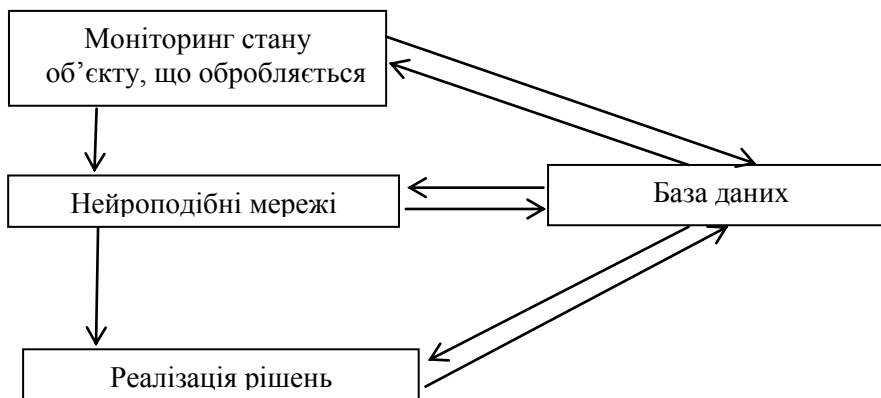 Моніторинг стану
об’єкту, що обробляється
Нейроподібні мережі
База даних
Реалізація рішень